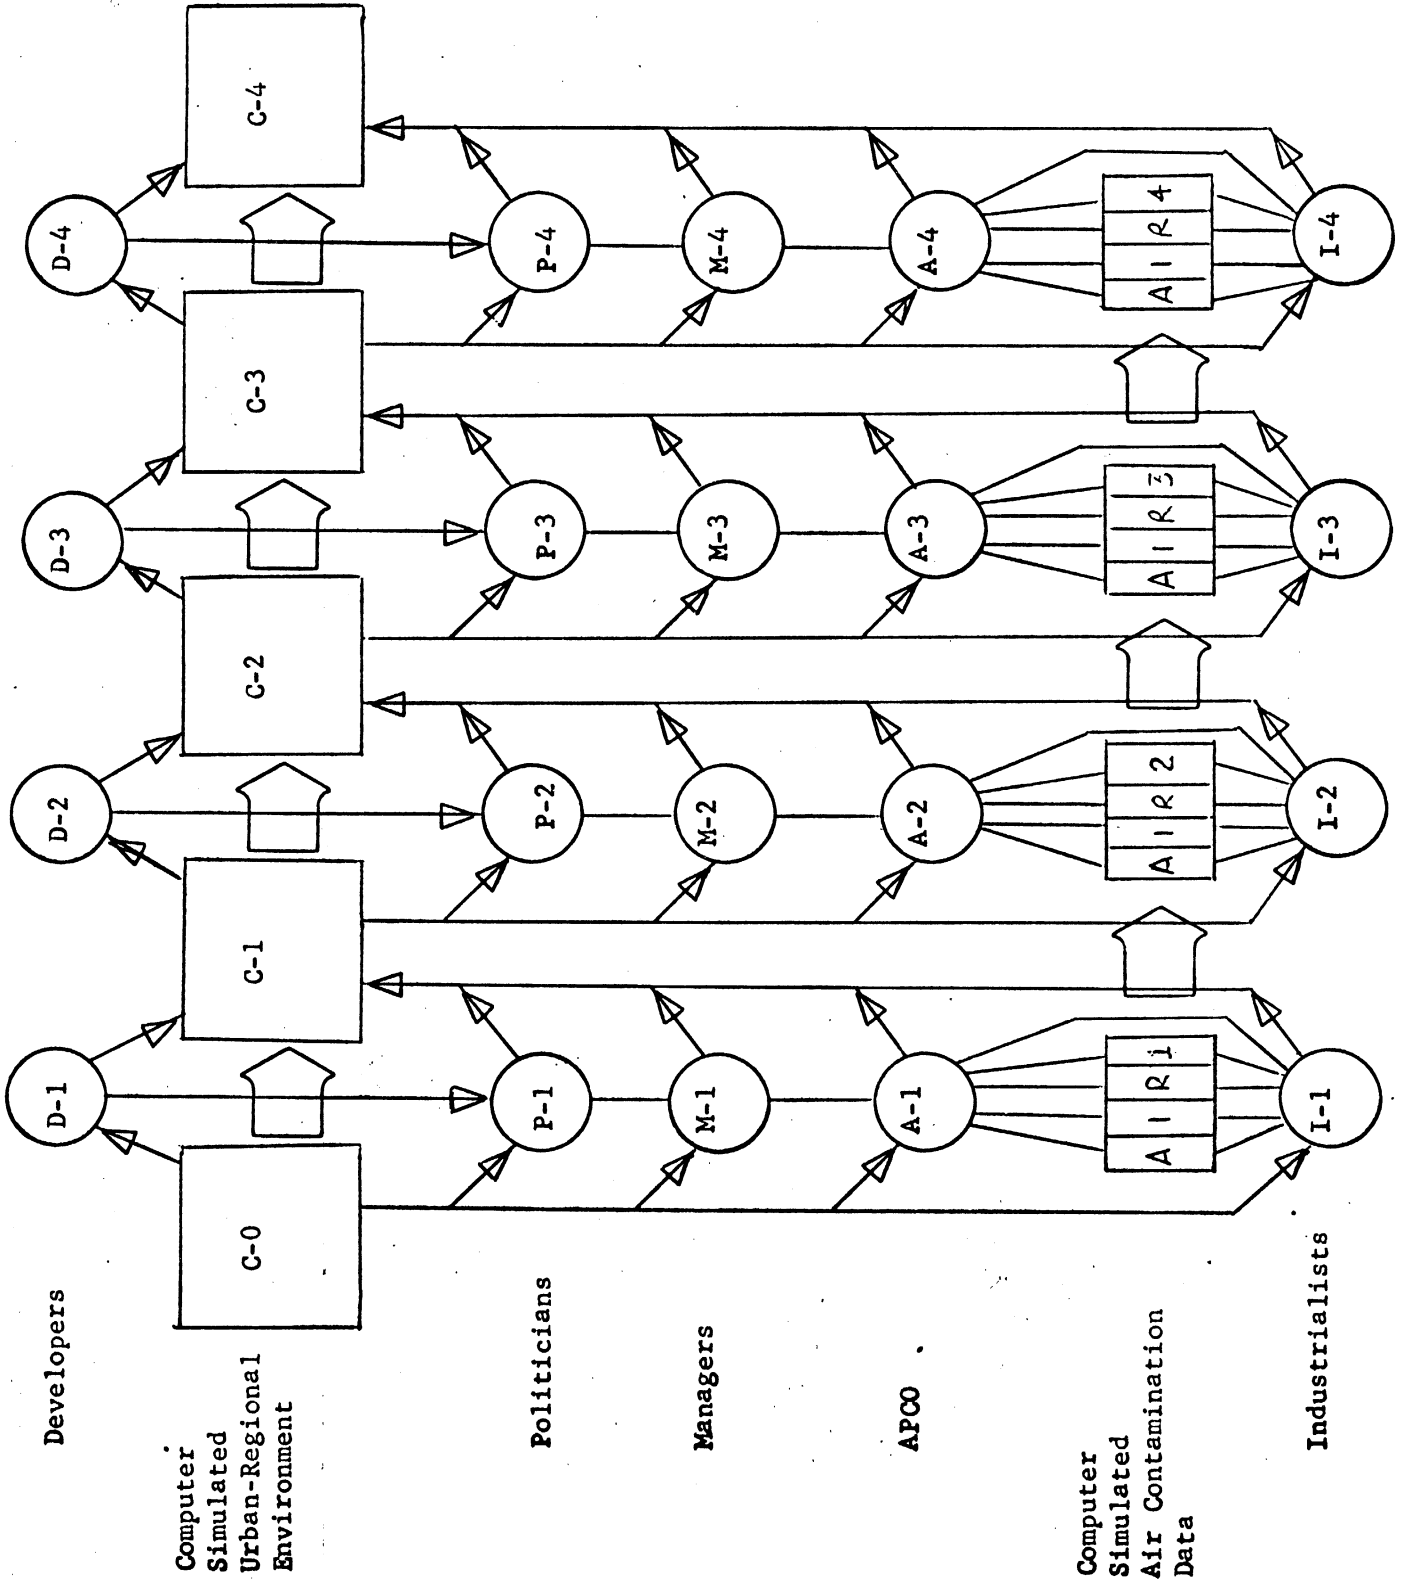 Developers
D-1
D-2
D-3
D-4
Computer
Simulated
Urban-Regional
Environment
C-0
C-1
C-2
C-3
C-4
Politicians
P-1
P-2
P-3
P-4
Managers
M-1
M-2
M-3
M-4
APCO
A-1
A-2
A-3
A-4
Computer
Simulated
Air Contamination
Data
A I R 1
A I R 2
A I R 3
A I R 4
Industrialists
I-1
I-2
I-3
I-4